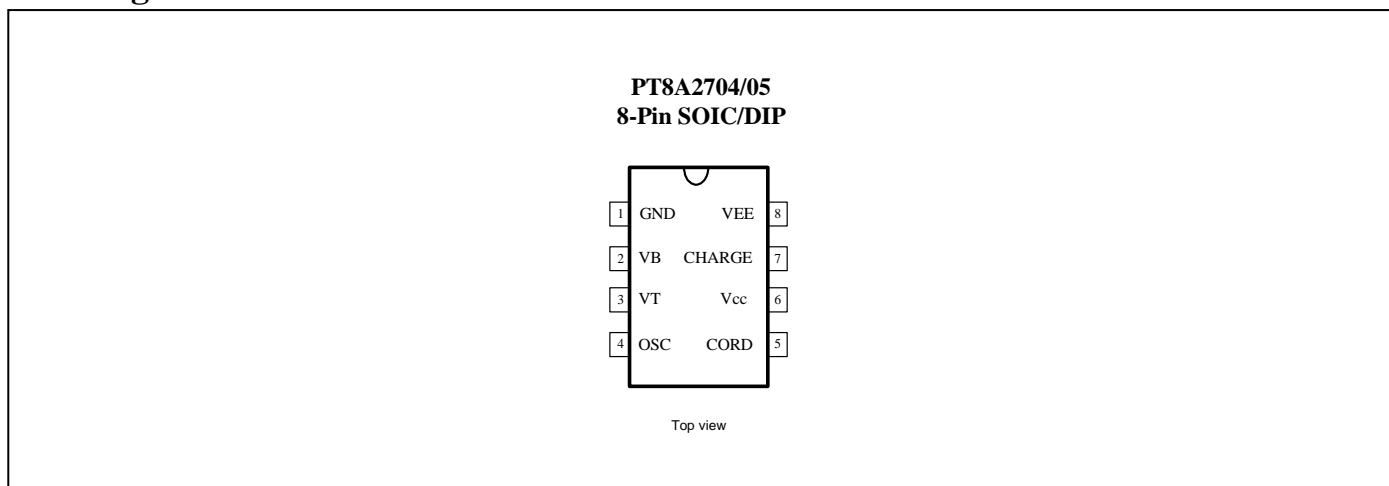 PT8A2704/05
8-Pin SOIC/DIP
1 GND VEE 8
2 VB CHARGE 7
3 VT Vcc 6
4 OSC CORD 5
Top view